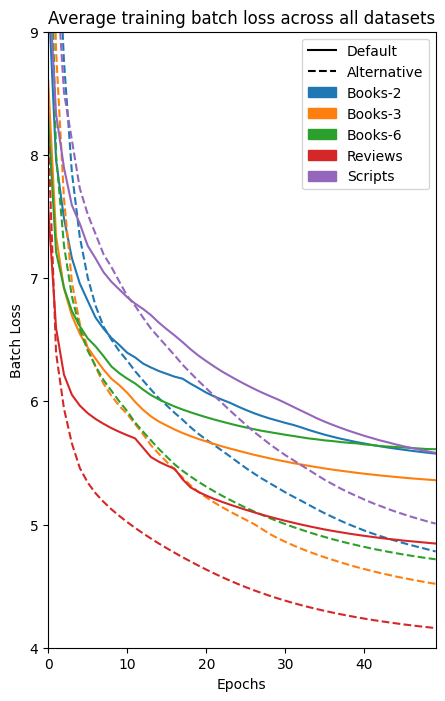 Average training batch loss across all datasets
Default
Alternative
Books-2
Books-3
Books-6
Reviews
Scripts
9
8
7
6
5
4
Batch Loss
0
10
20
30
40
Epochs